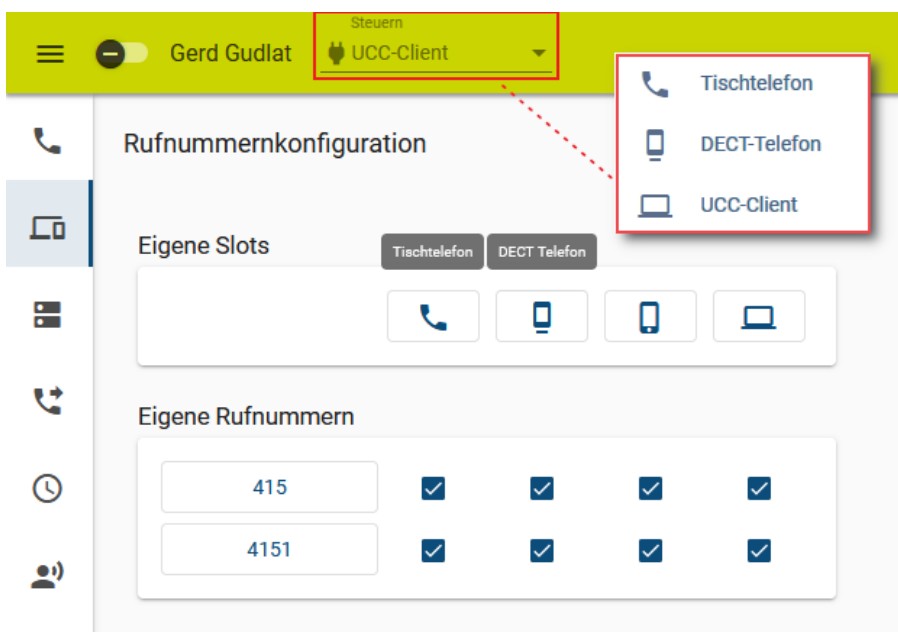 Steuern
Gerd Gudlat
UCC-Client
Tischtelefon
DECT-Telefon
UCC-Client
Rufnummernkonfiguration
Eigene Slots
Tischtelefon
DECT Telefon
Eigene Rufnummern
415
4151